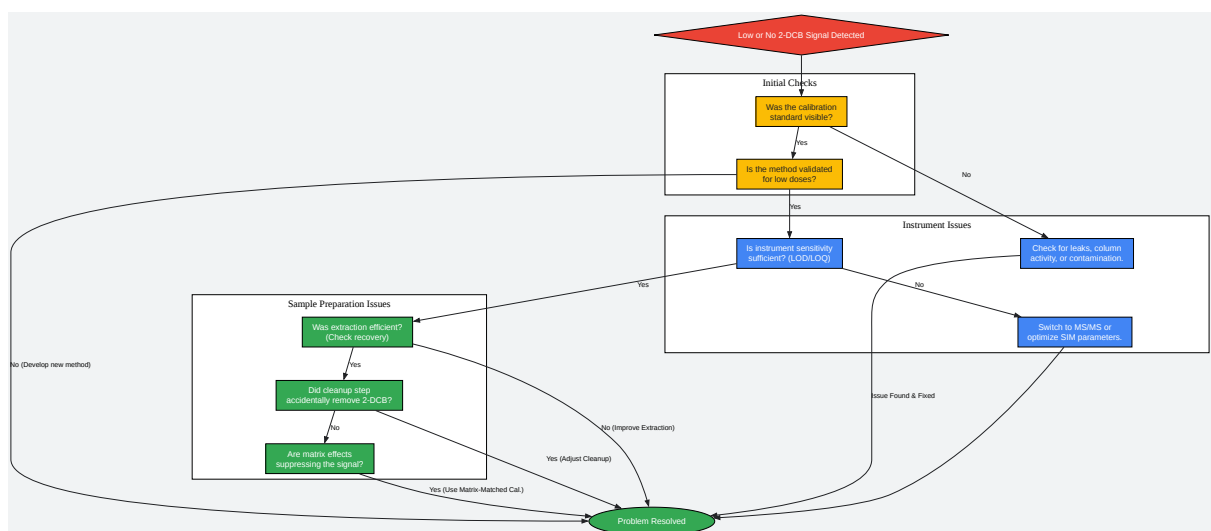 Low or No 2-DCB Signal Detected
Initial Checks
Was the calibration
standard visible?
Yes
Is the method validated
for low doses?
No
Yes
Instrument Issues
Is instrument sensitivity
sufficient? (LOD/LOQ)
Check for leaks, column
activity, or contamination.
Yes
No
Sample Preparation Issues
Was extraction efficient?
(Check recovery)
Switch to MS/MS or
optimize SIM parameters.
No (Develop new method)
Yes
Did cleanup step
accidentally remove 2-DCB?
Issue Found & Fixed
No
No (Improve Extraction)
Are matrix effects
suppressing the signal?
Yes (Adjust Cleanup)
Yes (Use Matrix-Matched Cal.)
Problem Resolved